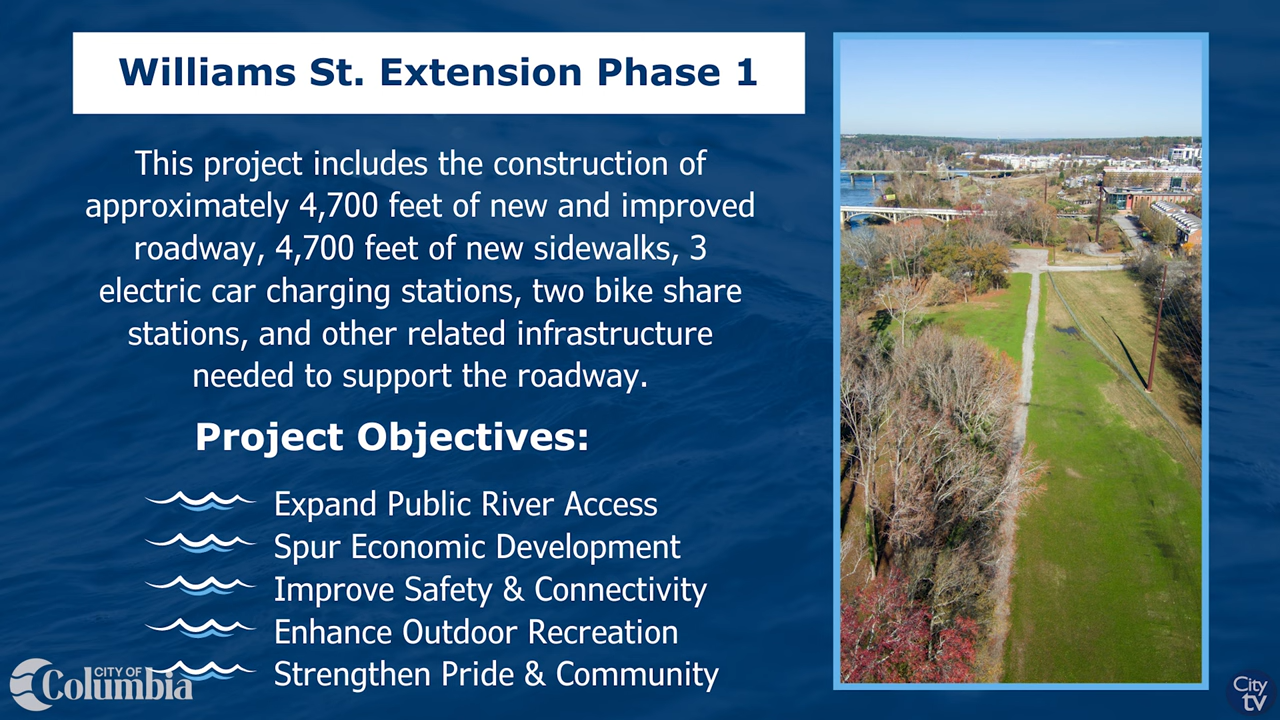 Williams St. Extension Phase 1
This project includes the construction of
approximately 4,700 feet of new and improved
roadway, 4,700 feet of new sidewalks, 3
electric car charging stations, two bike share
stations, and other related infrastructure
needed to support the roadway.
Project Objectives:
Expand Public River Access
Spur Economic Development
Improve Safety & Connectivity
Enhance Outdoor Recreation
Strengthen Pride & Community
CITY OF
Columbia
City
tv